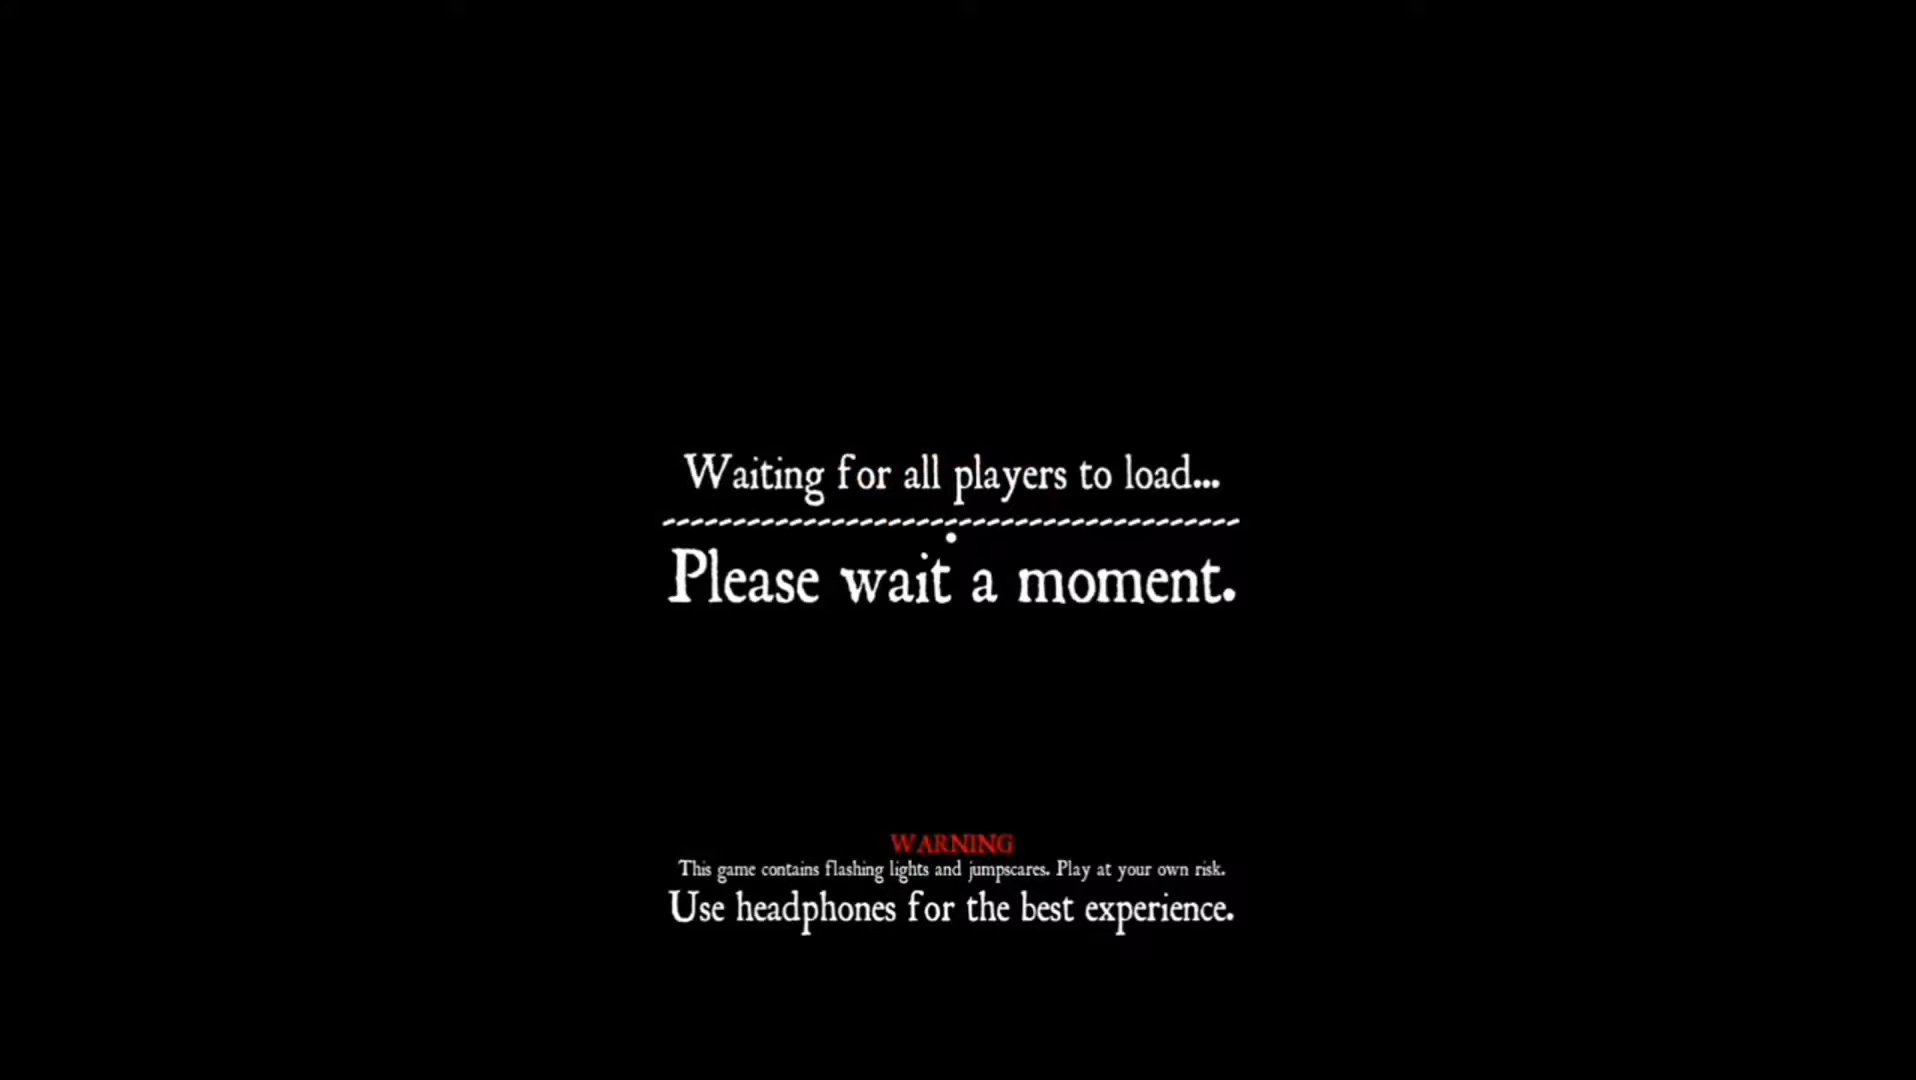 Waiting for all players to load...
Please wait a moment.
WARNING
This game contains flashing lights and jumpscares. Play at your own risk.
Use headphones for the best experience.